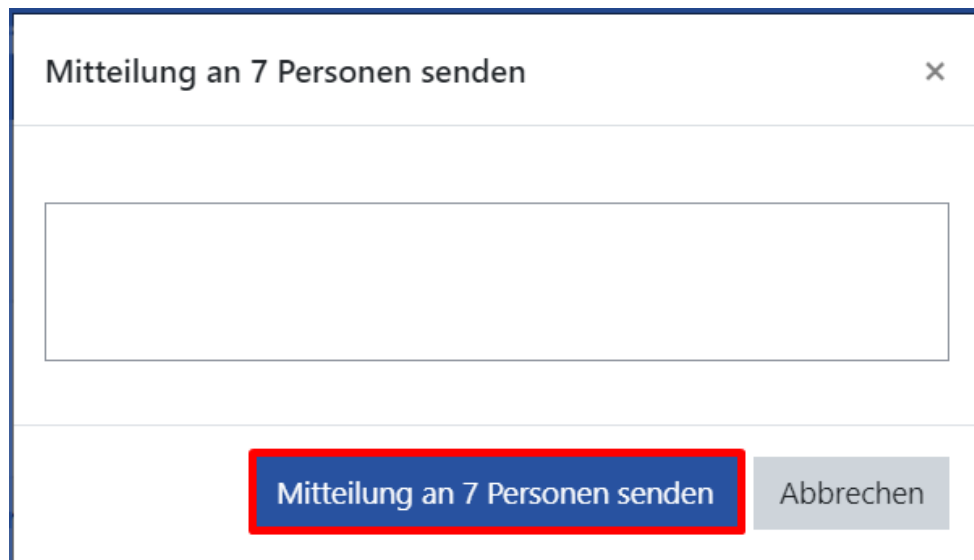 Mitteilung an 7 Personen senden ×
Mitteilung an 7 Personen senden Abbrechen